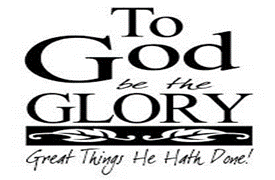 To
God
be the
GLORY
Great Things He Hath Done!